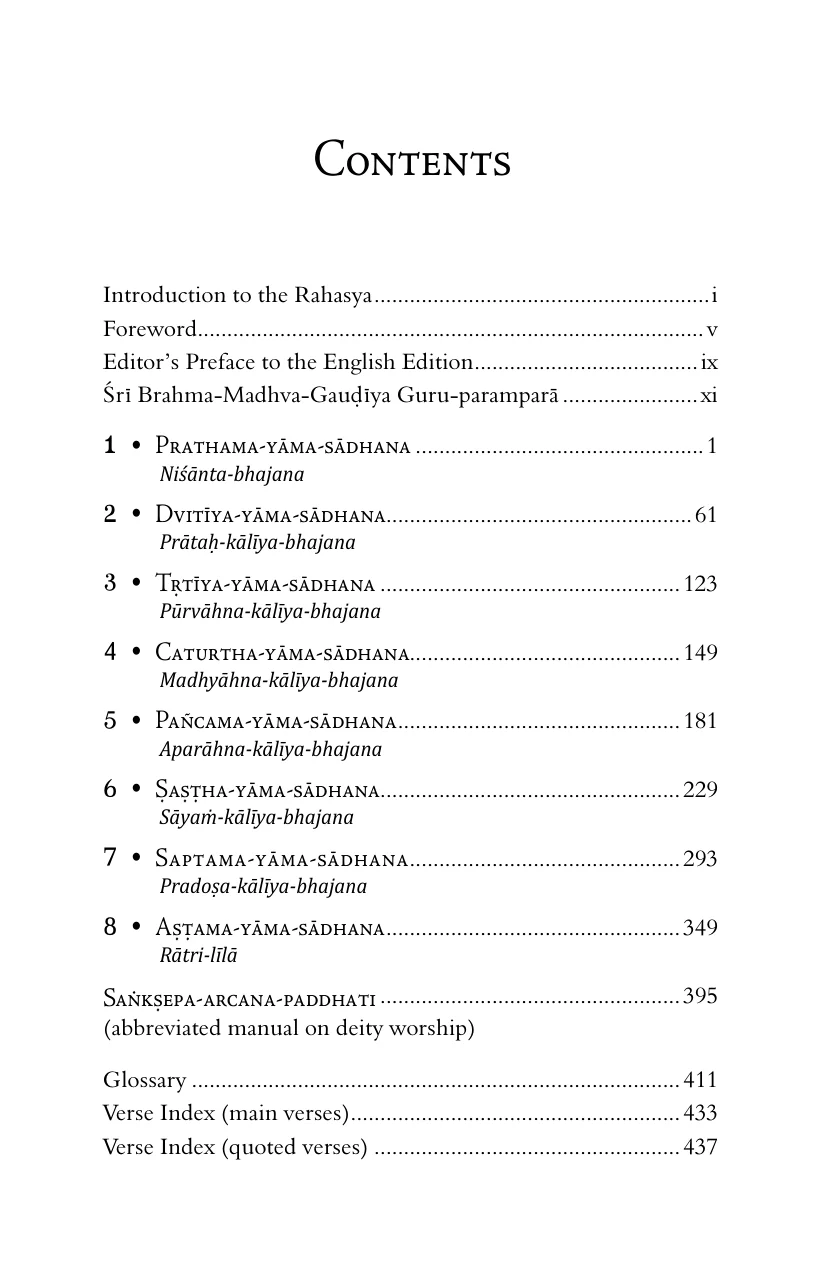 Contents
Introduction to the Rahasya........................................................i
Foreword....................................................................................v
Editor’s Preface to the English Edition.....................................ix
Śrī Brahma-Madhva-Gauḍīya Guru-paramparā ......................xi
1 • Prathama-yāma-sādhana ................................................1
Niśānta-bhajana
2 • Dvitīya-yāma-sādhana...................................................61
Prātaḥ-kālīya-bhajana
3 • Tṛtīya-yāma-sādhana ..................................................123
Pūrvāhna-kālīya-bhajana
4 • Caturtha-yāma-sādhana.............................................149
Madhyāhna-kālīya-bhajana
5 • Pañcama-yāma-sādhana...............................................181
Aparāhna-kālīya-bhajana
6 • Ṣaṣṭha-yāma-sādhana..................................................229
Sāyaṁ-kālīya-bhajana
7 • Saptama-yāma-sādhana.............................................293
Pradoṣa-kālīya-bhajana
8 • Aṣṭama-yāma-sādhana.................................................349
Rātri-līlā
Saṅkṣepa-arcana-paddhati ..................................................395
(abbreviated manual on deity worship)
Glossary .................................................................................411
Verse Index (main verses).......................................................433
Verse Index (quoted verses) ...................................................437